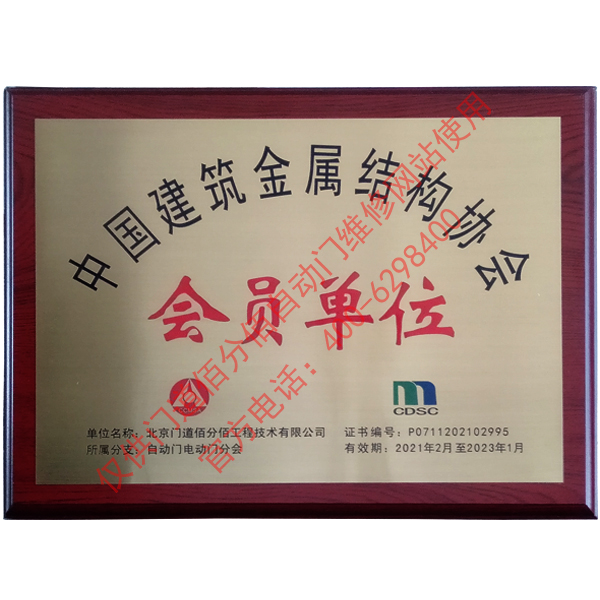 中国建筑金属结构协会
会员单位
CCMSA
CDSC
单位名称：北京门道佰分佰工程技术有限公司
证书编号：P0711202102995
所属分支：自动门电动门分会
有效期：2021年2月至2023年1月
仅供门道佰分佰自动门维修网站使用
官方电话：400-6298400